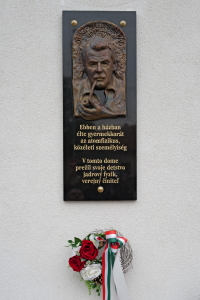 Ebben a házban
élte gyermekkorát
az atomfizikus,
közéleti személyiség
V tomto dome
prežil svoje detstvo
jadrový fyzik,
verejný činiteľ